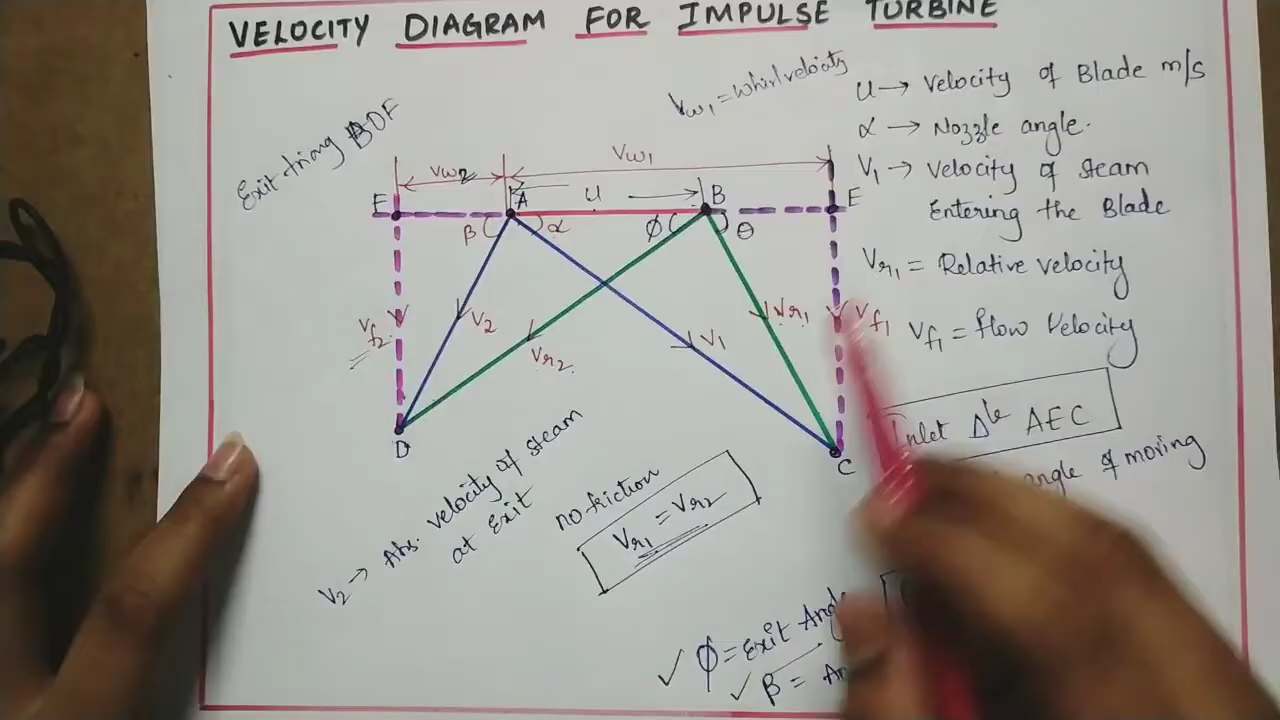 VELOCITY DIAGRAM FOR IMPULSE TURBINE
Vw1 = whirl velocity
Exit triang BDF
u → Velocity of Blade m/s
α → Nozzle angle.
V1 → Velocity of steam
Entering the Blade
Vr1 = Relative velocity
Vf1 = flow velocity
Inlet Δle AEC
angle of moving
Vw2
Vw1
F
A
u
B
E
β
α
φ
θ
Vf2
V2
Vr2
V1
Vr1
Vf1
D
C
V2 → Abs. velocity of steam
at Exit
no friction
Vr1 = Vr2
✓ φ = Exit Angle
✓ β =